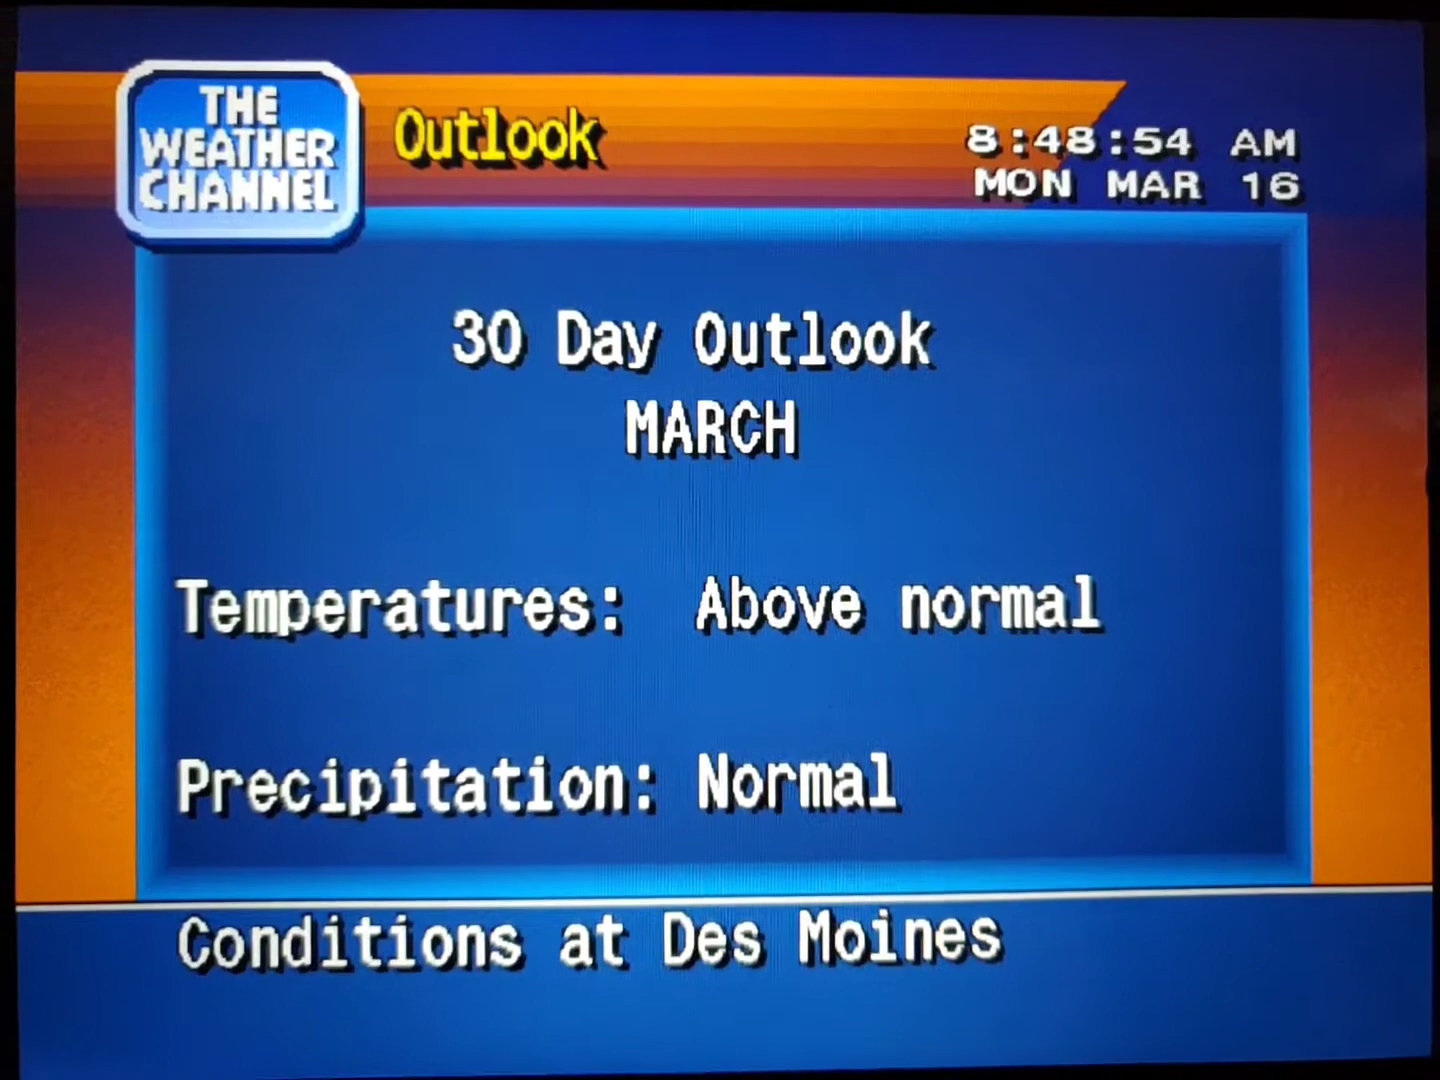 THE
WEATHER
CHANNEL
Outlook
8:48:54 AM
MON MAR 16
30 Day Outlook
MARCH
Temperatures: Above normal
Precipitation: Normal
Conditions at Des Moines